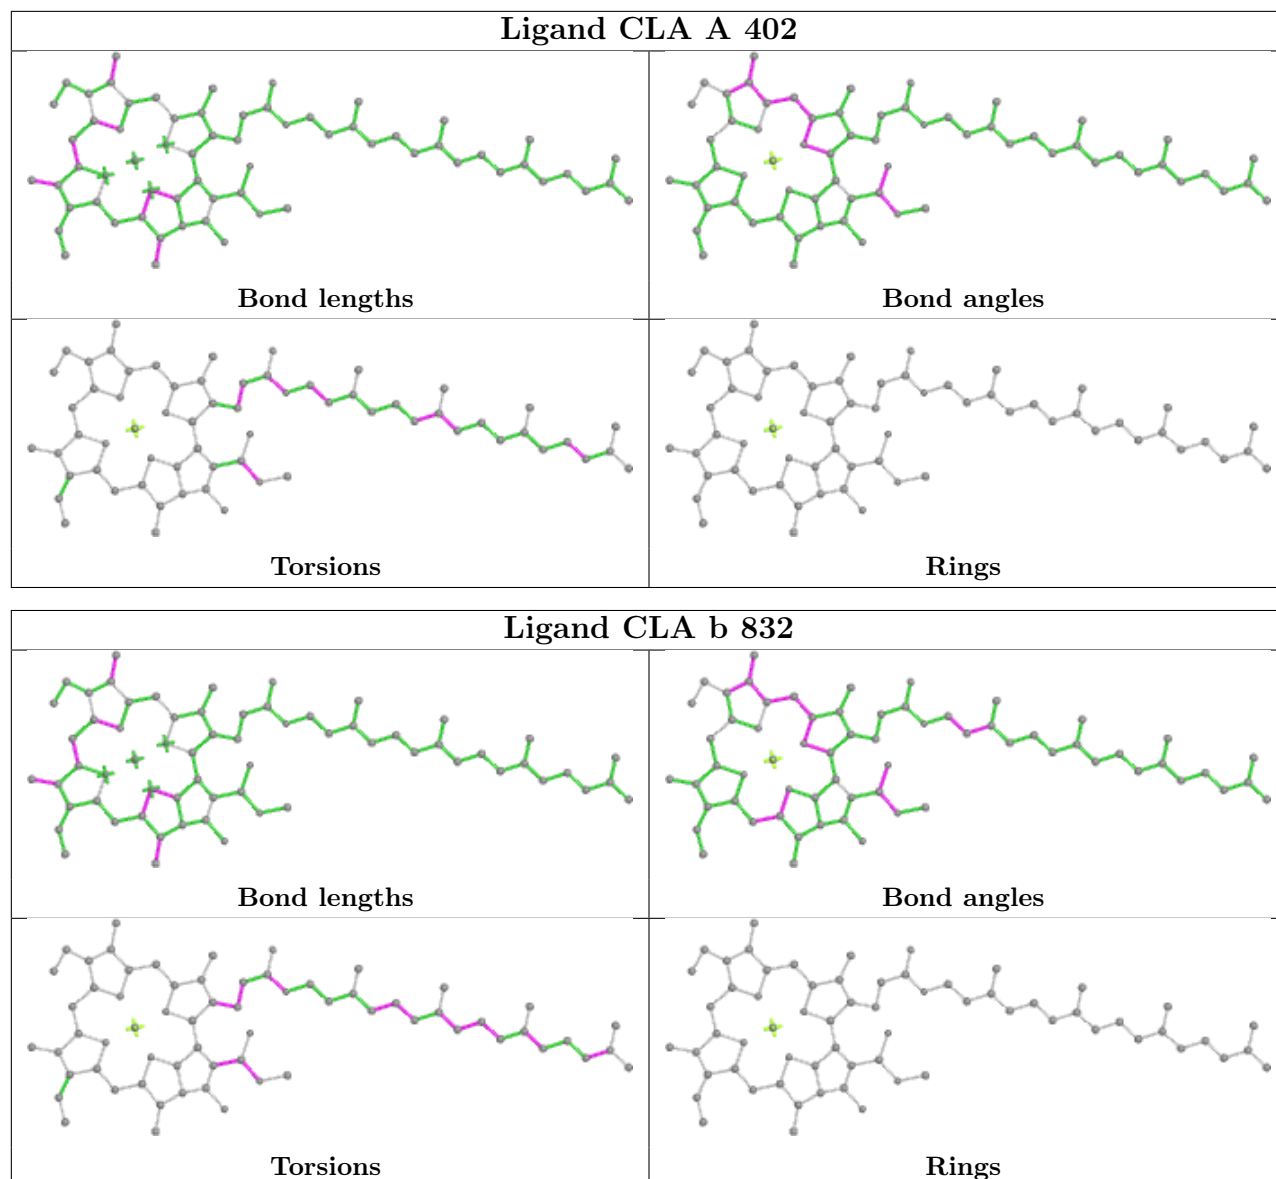 Ligand CLA A 402
Bond lengths
Bond angles
Torsions
Rings
Ligand CLA b 832
Bond lengths
Bond angles
Torsions
Rings